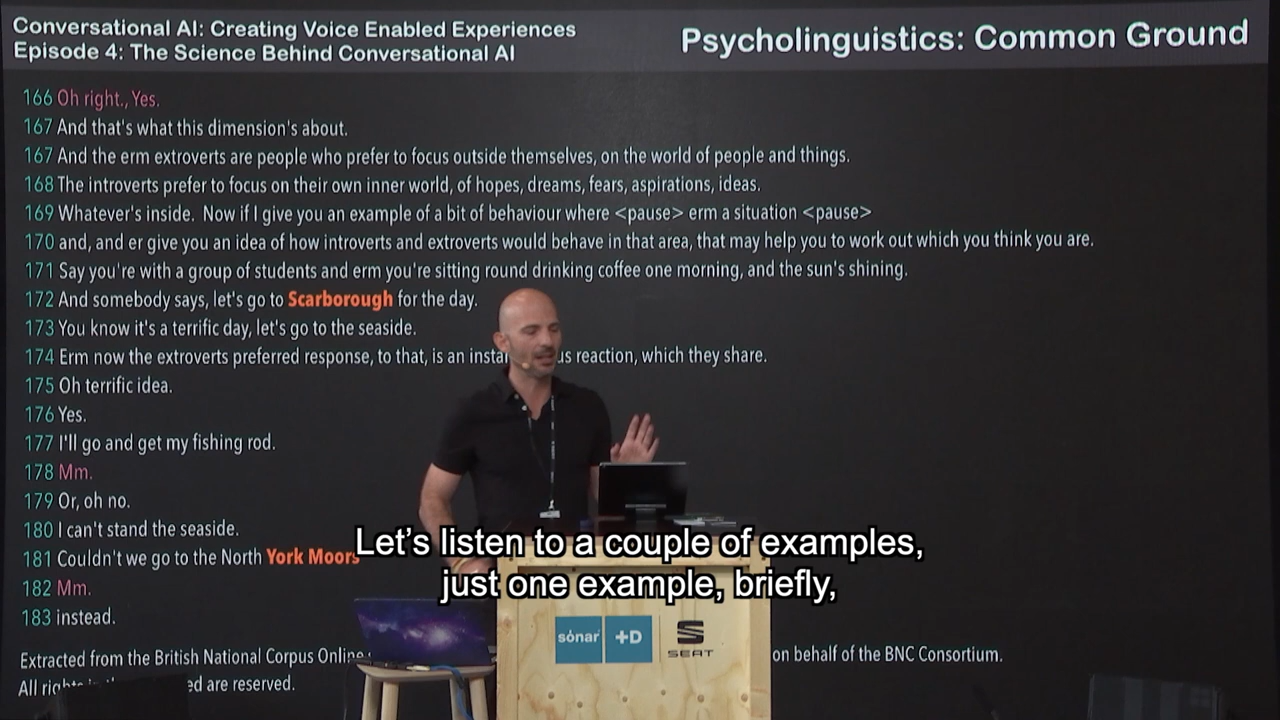 Conversational AI: Creating Voice Enabled Experiences
Episode 4: The Science Behind Conversational AI
Psycholinguistics: Common Ground
166 Oh right., Yes.
167 And that's what this dimension's about.
167 And the erm extroverts are people who prefer to focus outside themselves, on the world of people and things.
168 The introverts prefer to focus on their own inner world, of hopes, dreams, fears, aspirations, ideas.
169 Whatever's inside. Now if I give you an example of a bit of behaviour where <pause> erm a situation <pause>
170 and, and er give you an idea of how introverts and extroverts would behave in that area, that may help you to work out which you think you are.
171 Say you're with a group of students and erm you're sitting round drinking coffee one morning, and the sun's shining.
172 And somebody says, let's go to Scarborough for the day.
173 You know it's a terrific day, let's go to the seaside.
174 Erm now the extroverts preferred response, to that, is an reaction, which they share.
175 Oh terrific idea.
176 Yes.
177 I'll go and get my fishing rod.
178 Mm.
179 Or, oh no.
180 I can't stand the seaside.
181 Couldn't we go to the North York Moors
182 Mm.
183 instead.
Let's listen to a couple of examples,
just one example, briefly,
sónar +D SEAT
Extracted from the British National Corpus Online on behalf of the BNC Consortium.
All are reserved.